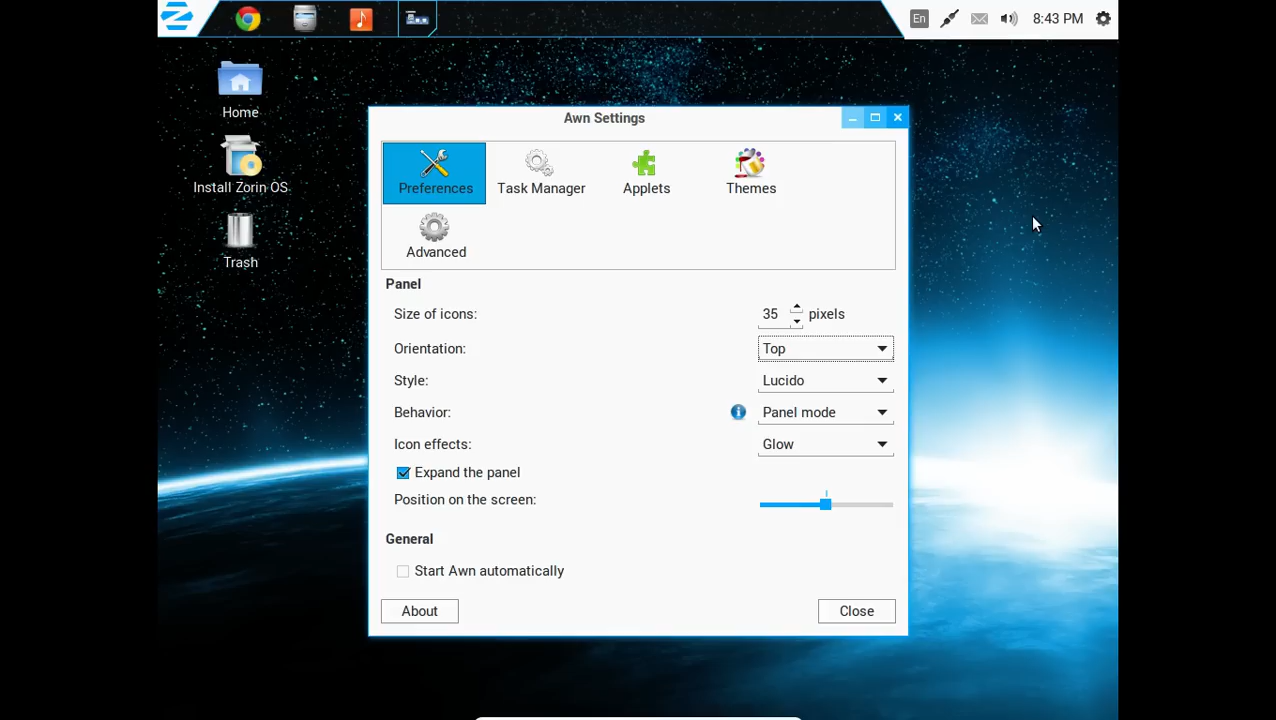 En 8:43 PM
Home
Install Zorin OS
Trash
Awn Settings
Preferences Task Manager Applets Themes
Advanced
Panel
Size of icons: 35 pixels
Orientation: Top
Style: Lucido
Behavior: Panel mode
Icon effects: Glow
Expand the panel
Position on the screen:
General
Start Awn automatically
About Close